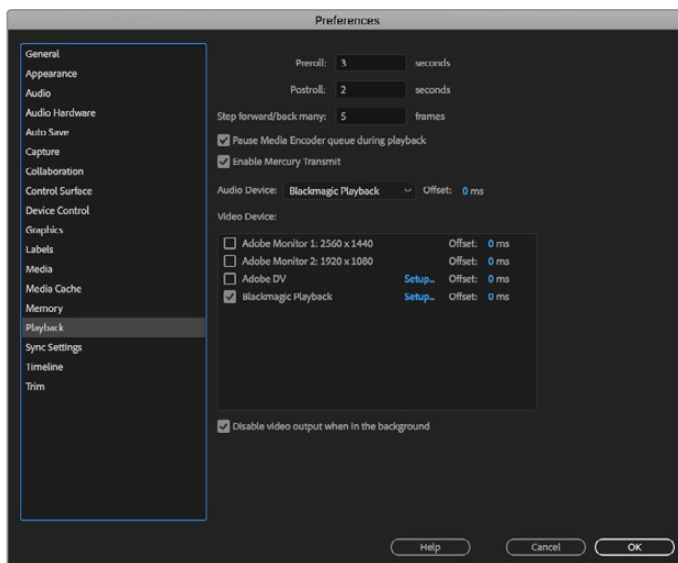 Preferences
General
Appearance
Audio
Audio Hardware
Auto Save
Capture
Collaboration
Control Surface
Device Control
Graphics
Labels
Media
Media Cache
Memory
Playback
Sync Settings
Timeline
Trim
Preroll: 3 seconds
Postroll: 2 seconds
Step forward/back many: 5 frames
Pause Media Encoder queue during playback
Enable Mercury Transmit
Audio Device: Blackmagic Playback Offset: 0 ms
Video Device:
Adobe Monitor 1: 2560 x 1440 Offset: 0 ms
Adobe Monitor 2: 1920 x 1080 Offset: 0 ms
Adobe DV Setup... Offset: 0 ms
Blackmagic Playback Setup... Offset: 0 ms
Disable video output when in the background
Help Cancel OK